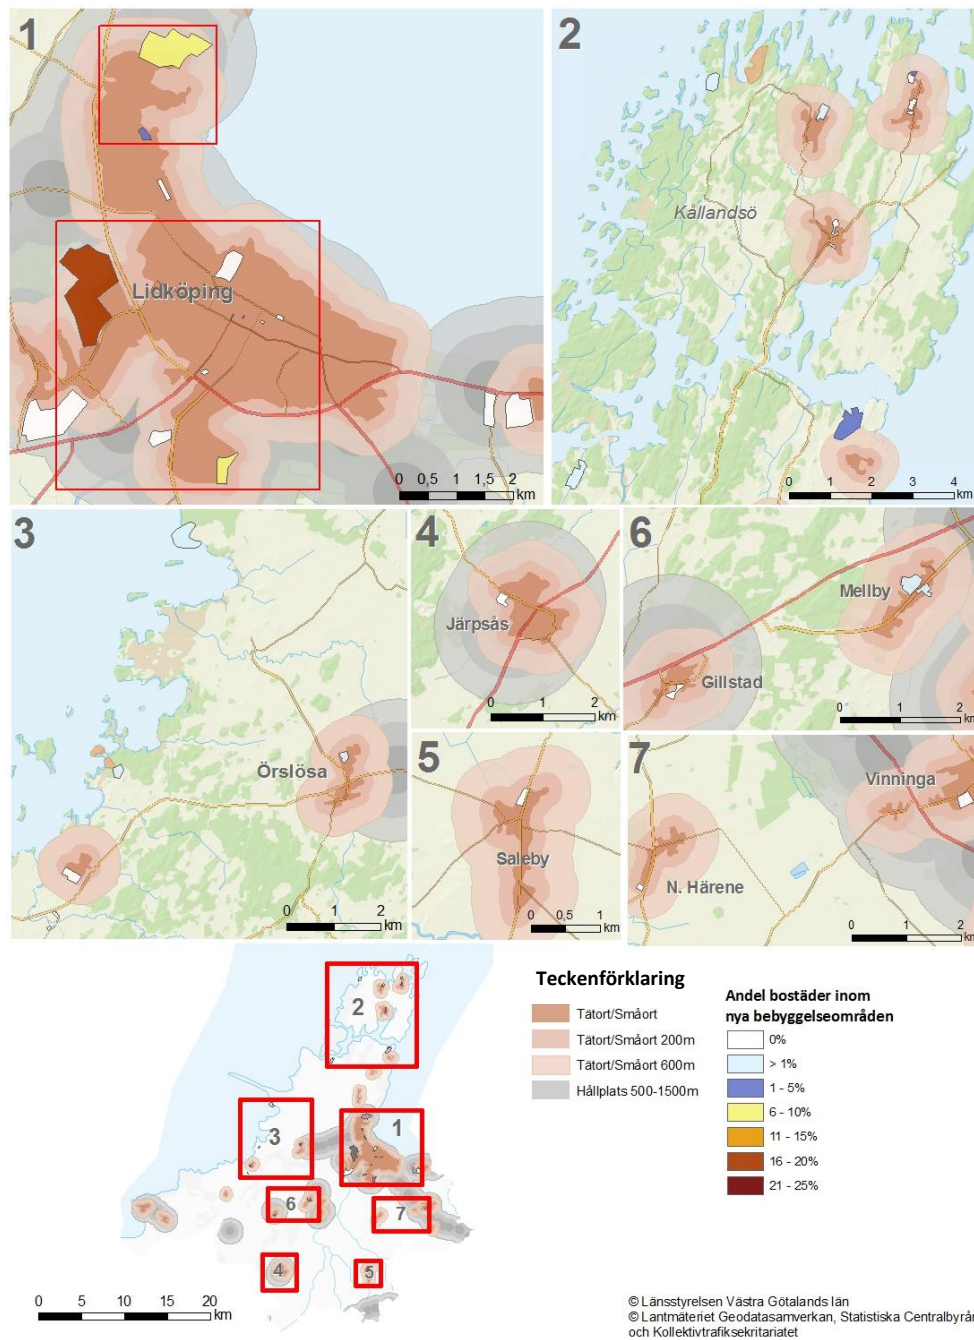 1
Lidköping
0 0,5 1 1,5 2
km
2
Kållandsö
0 1 2 3 4
km
3
Örslösa
0 1 2
km
4
Järpsås
0 1 2
km
5
Saleby
0 0,5 1
km
6
Mellby
Gillstad
0 1 2
km
7
Vinninga
N. Härene
0 1 2
km
2
1
3
6
7
4
5
0 5 10 15 20
km
Teckenförklaring
Tätort/Småort
Tätort/Småort 200m
Tätort/Småort 600m
Hållplats 500-1500m
Andel bostäder inom
nya bebyggelseområden
0%
> 1%
1 - 5%
6 - 10%
11 - 15%
16 - 20%
21 - 25%
© Länsstyrelsen Västra Götalands län
© Lantmäteriet Geodatasamverkan, Statistiska Centralbyrån
och Kollektivtrafiksekritariatet